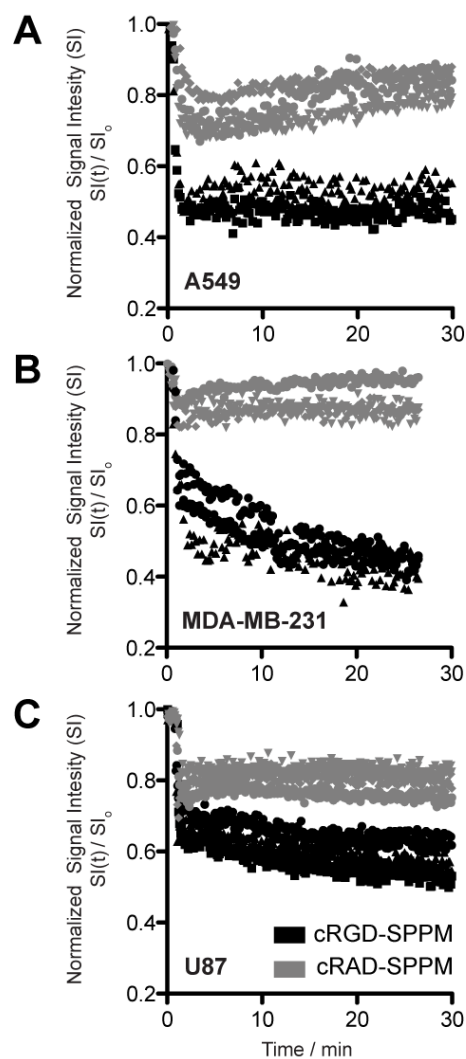 A
Normalized Signal Intesity (SI)
SI(t) / SIo
1.0
0.8
0.6
0.4
0.2
A549
0 10 20 30
B
Normalized Signal Intesity (SI)
SI(t) / SIo
1.0
0.8
0.6
0.4
0.2
MDA-MB-231
0 10 20 30
C
Normalized Signal Intesity (SI)
SI(t) / SIo
1.0
0.8
0.6
0.4
0.2
cRGD-SPPM
cRAD-SPPM
U87
0 10 20 30
Time / min